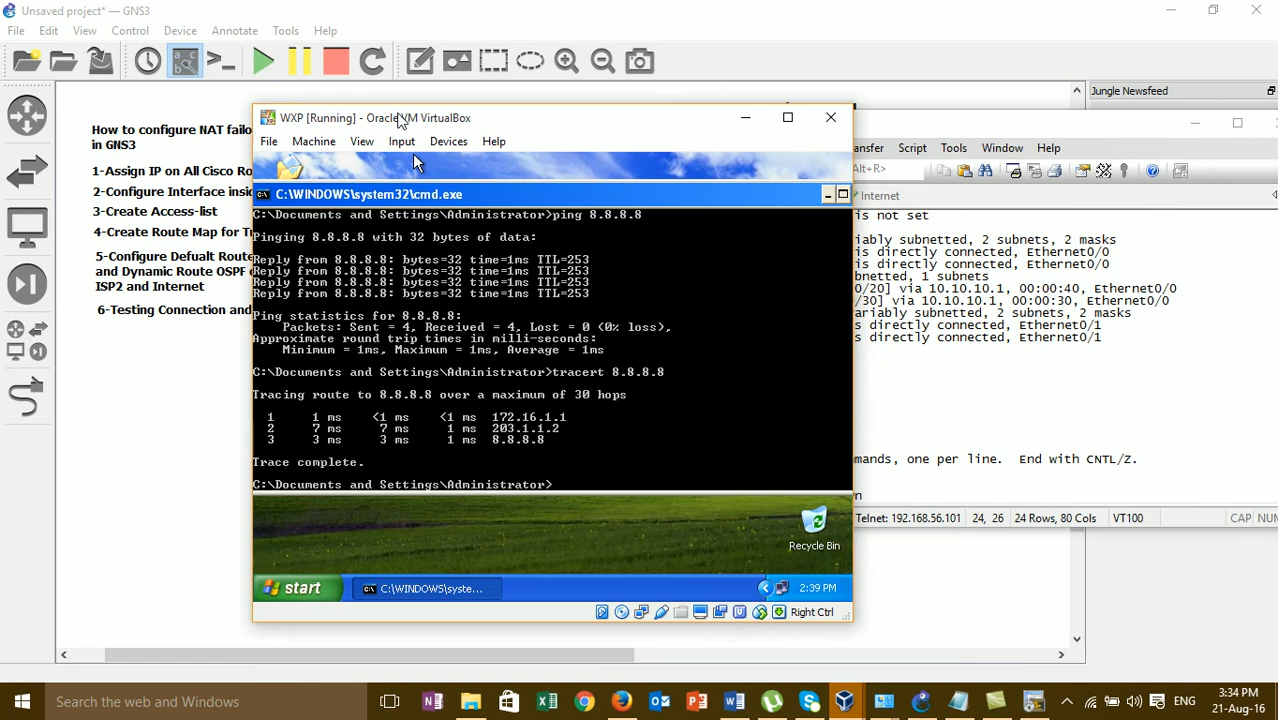 Unsaved project* — GNS3
File Edit View Control Device Annotate Tools Help
Jungle Newsfeed
How to configure NAT failo
in GNS3
1-Assign IP on All Cisco Ro
2-Configure Interface insid
3-Create Access-list
4-Create Route Map for Tr
5-Configure Defualt Route
and Dynamic Route OSPF
ISP2 and Internet
6-Testing Connection and
WXP [Running] - Oracle VM VirtualBox
File Machine View Input Devices Help
C:\WINDOWS\system32\cmd.exe
C:\Documents and Settings\Administrator>ping 8.8.8.8
Pinging 8.8.8.8 with 32 bytes of data:
Reply from 8.8.8.8: bytes=32 time=1ms TTL=253
Reply from 8.8.8.8: bytes=32 time=1ms TTL=253
Reply from 8.8.8.8: bytes=32 time=1ms TTL=253
Reply from 8.8.8.8: bytes=32 time=1ms TTL=253
Ping statistics for 8.8.8.8:
Packets: Sent = 4, Received = 4, Lost = 0 (0% loss),
Approximate round trip times in milli-seconds:
Minimum = 1ms, Maximum = 1ms, Average = 1ms
C:\Documents and Settings\Administrator>tracert 8.8.8.8
Tracing route to 8.8.8.8 over a maximum of 30 hops
1 1 ms <1 ms <1 ms 172.16.1.1
2 7 ms 7 ms 1 ms 203.1.1.2
3 3 ms 3 ms 1 ms 8.8.8.8
Trace complete.
C:\Documents and Settings\Administrator>
Recycle Bin
start C:\WINDOWS\syste... 2:39 PM
Right Ctrl
ansfer Script Tools Window Help
Alt+R>
Internet
is not set
iably subnetted, 2 subnets, 2 masks
s directly connected, Ethernet0/0
s directly connected, Ethernet0/0
bnetted, 1 subnets
0/20] via 10.10.10.1, 00:00:40, Ethernet0/0
/30] via 10.10.10.1, 00:00:30, Ethernet0/0
ariably subnetted, 2 subnets, 2 masks
s directly connected, Ethernet0/1
s directly connected, Ethernet0/1
mands, one per line. End with CNTL/Z.
wn
Telnet: 192.168.56.101 24, 26 24 Rows, 80 Cols VT100 CAP NUM
Search the web and Windows
ENG
3:34 PM
21-Aug-16